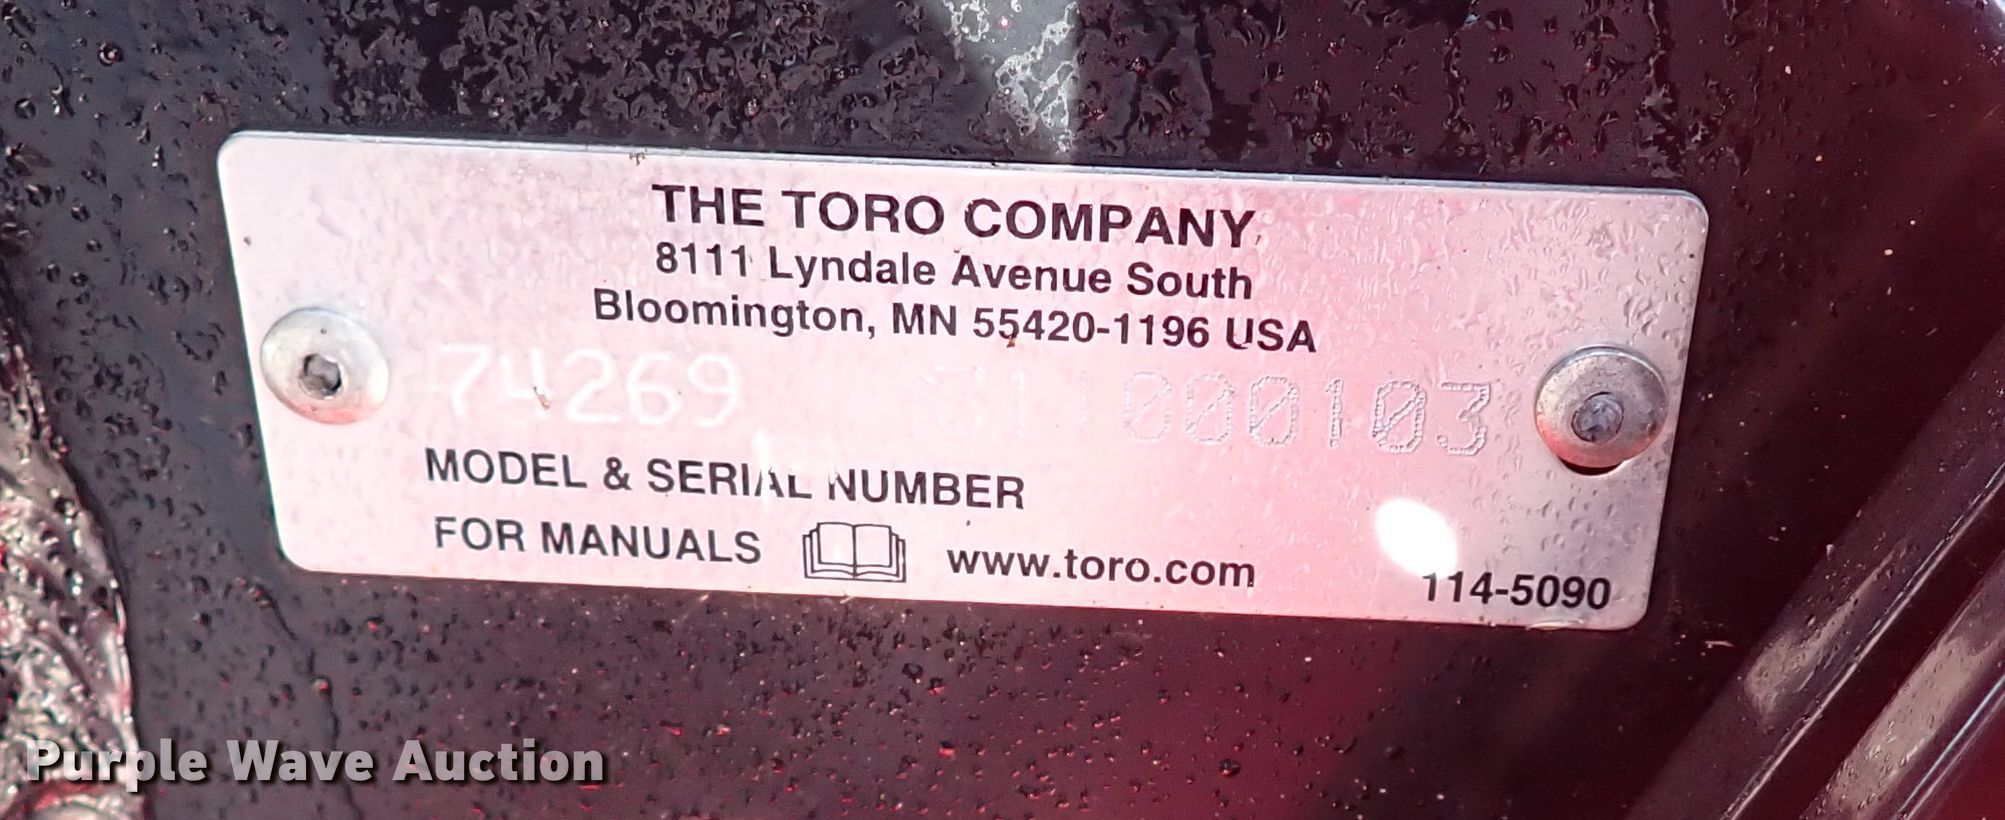 THE TORO COMPANY
8111 Lyndale Avenue South
Bloomington, MN 55420-1196 USA
74269 311000103
MODEL & SERIAL NUMBER
FOR MANUALS www.toro.com
114-5090
Purple Wave Auction